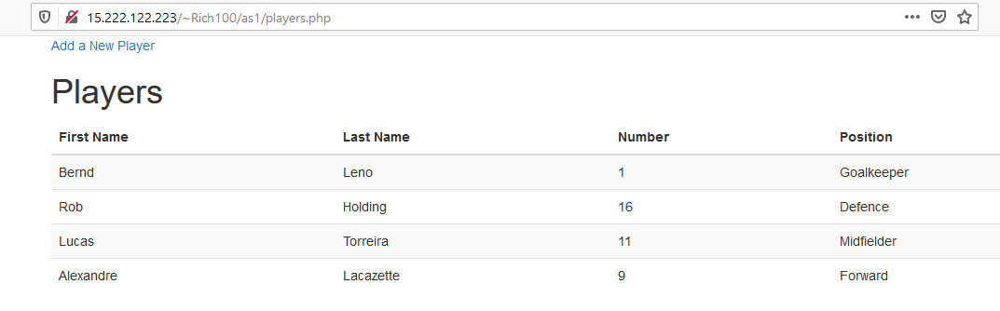 15.222.122.223/~Rich100/as1/players.php
Add a New Player
Players
First Name Last Name Number Position
Bernd Leno 1 Goalkeeper
Rob Holding 16 Defence
Lucas Torreira 11 Midfielder
Alexandre Lacazette 9 Forward